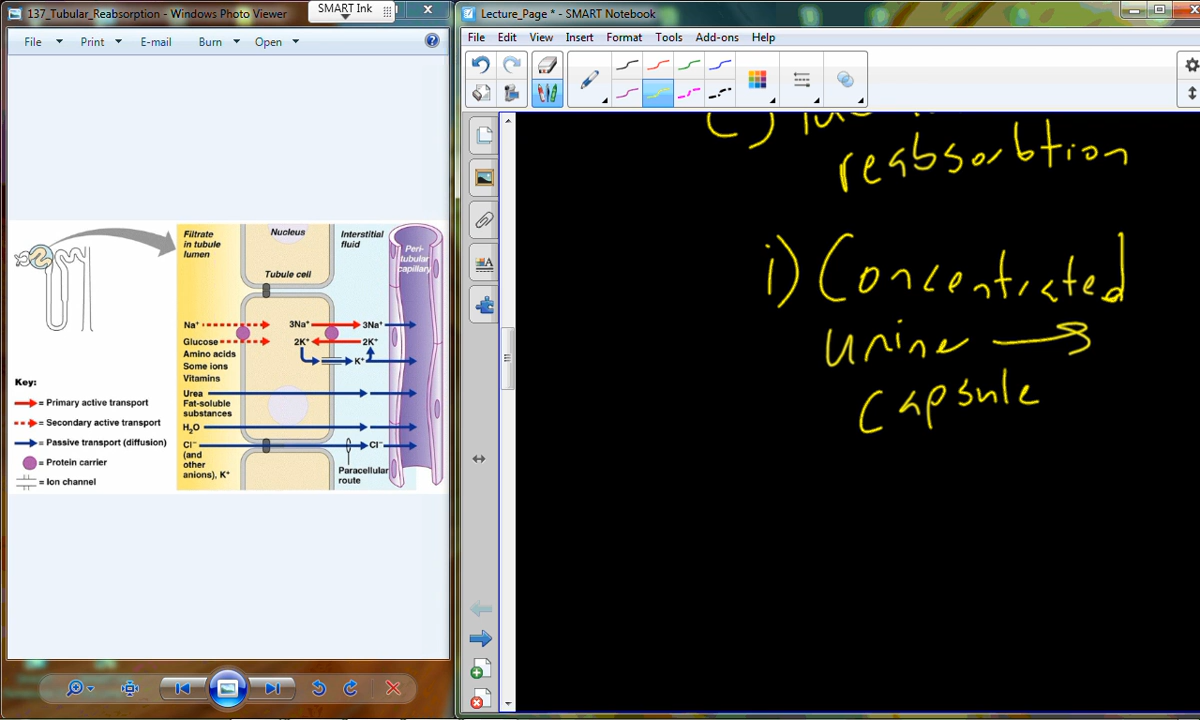 137_Tubular_Reabsorption - Windows Photo Viewer
SMART Ink
File Print E-mail Burn Open
Filtrate
in tubule
lumen
Nucleus
Interstitial
fluid
Peri-
tubular
capillary
Tubule cell
Na+ 3Na+ 3Na+
Glucose 2K+ 2K+
Amino acids
Some ions K+
Vitamins
Urea
Fat-soluble
substances
H₂O
Cl− Cl−
(and
other
anions), K+
Paracellular
route
Key:
= Primary active transport
= Secondary active transport
= Passive transport (diffusion)
= Protein carrier
= Ion channel
Lecture_Page * - SMART Notebook
File Edit View Insert Format Tools Add-ons Help
reabsorbtion
i) Concentrated
urine →
capsule